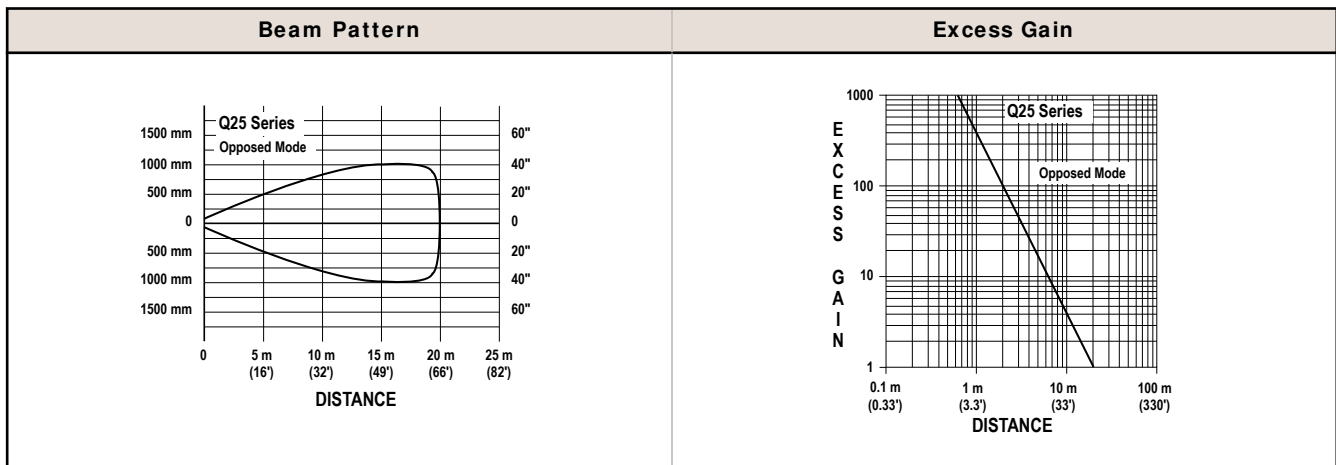 Beam Pattern
Excess Gain
Q25 Series
Opposed Mode
1500 mm
1000 mm
500 mm
0
500 mm
1000 mm
1500 mm
60"
40"
20"
0
20"
40"
60"
0
5 m
(16')
10 m
(32')
15 m
(49')
20 m
(66')
25 m
(82')
DISTANCE
Q25 Series
Opposed Mode
EXCESS GAIN
1000
100
10
1
0.1 m
(0.33')
1 m
(3.3')
10 m
(33')
100 m
(330')
DISTANCE